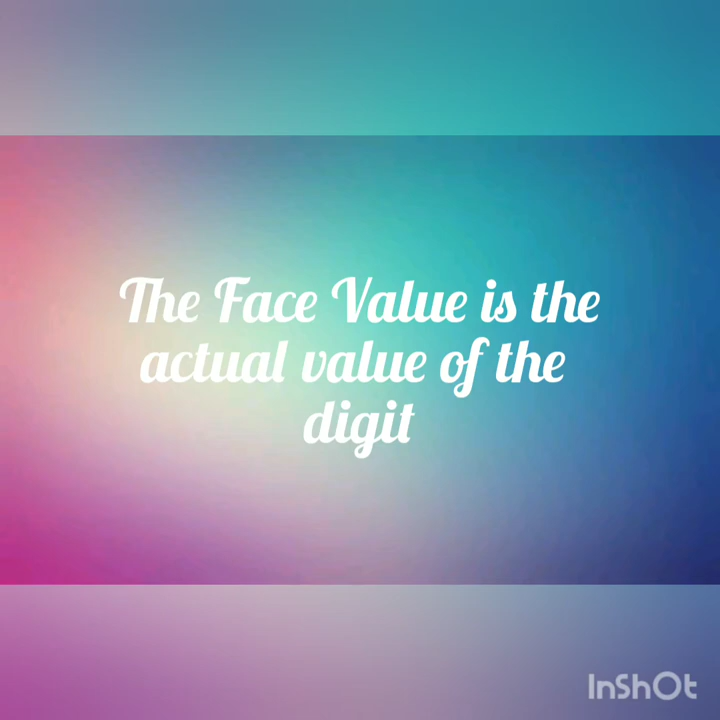 The Face Value is the
actual value of the
digit
InShOt